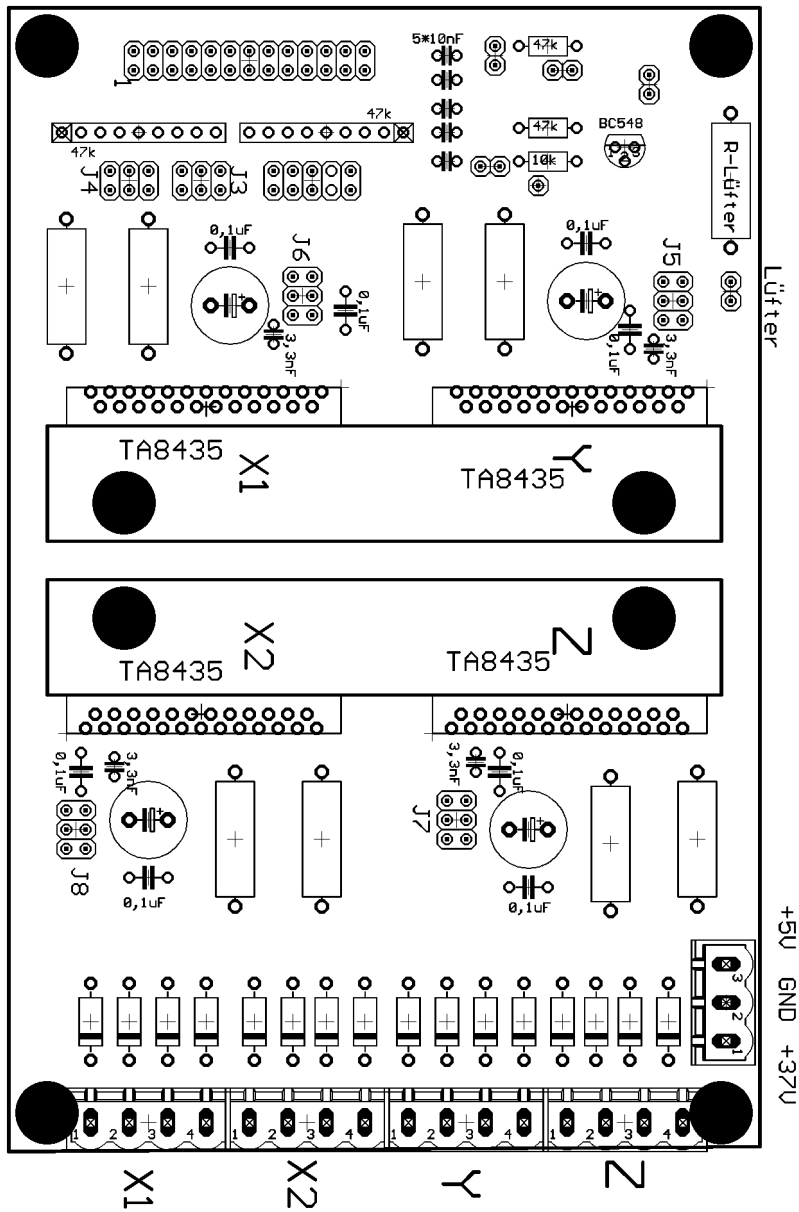 5*10nF
47k
1
47k
47k
47k
BC548
1 2 3
10k
R-Lüfter
J4
J3
0,1uF
J6
0,1uF
J5
Lüfter
+
+
0,1uF
3,3nF
0,1uF
3,3nF
TA8435
X1
TA8435
Y
TA8435
X2
TA8435
Z
0,1uF
3,3nF
3,3nF
0,1uF
J7
+
+
J8
0,1uF
0,1uF
+5V GND +37V
3
2
1
1 2 3 4
1 2 3 4
1 2 3 4
1 2 3 4
X1
X2
Y
Z